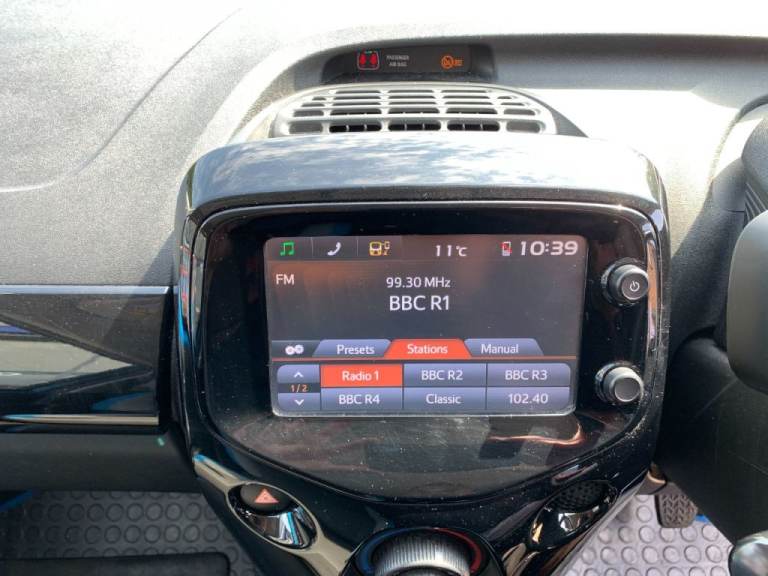 PASSENGER
AIR BAG
11°C 10:39
FM
99.30 MHz
BBC R1
Presets Stations Manual
1/2
Radio 1 BBC R2 BBC R3
BBC R4 Classic 102.40